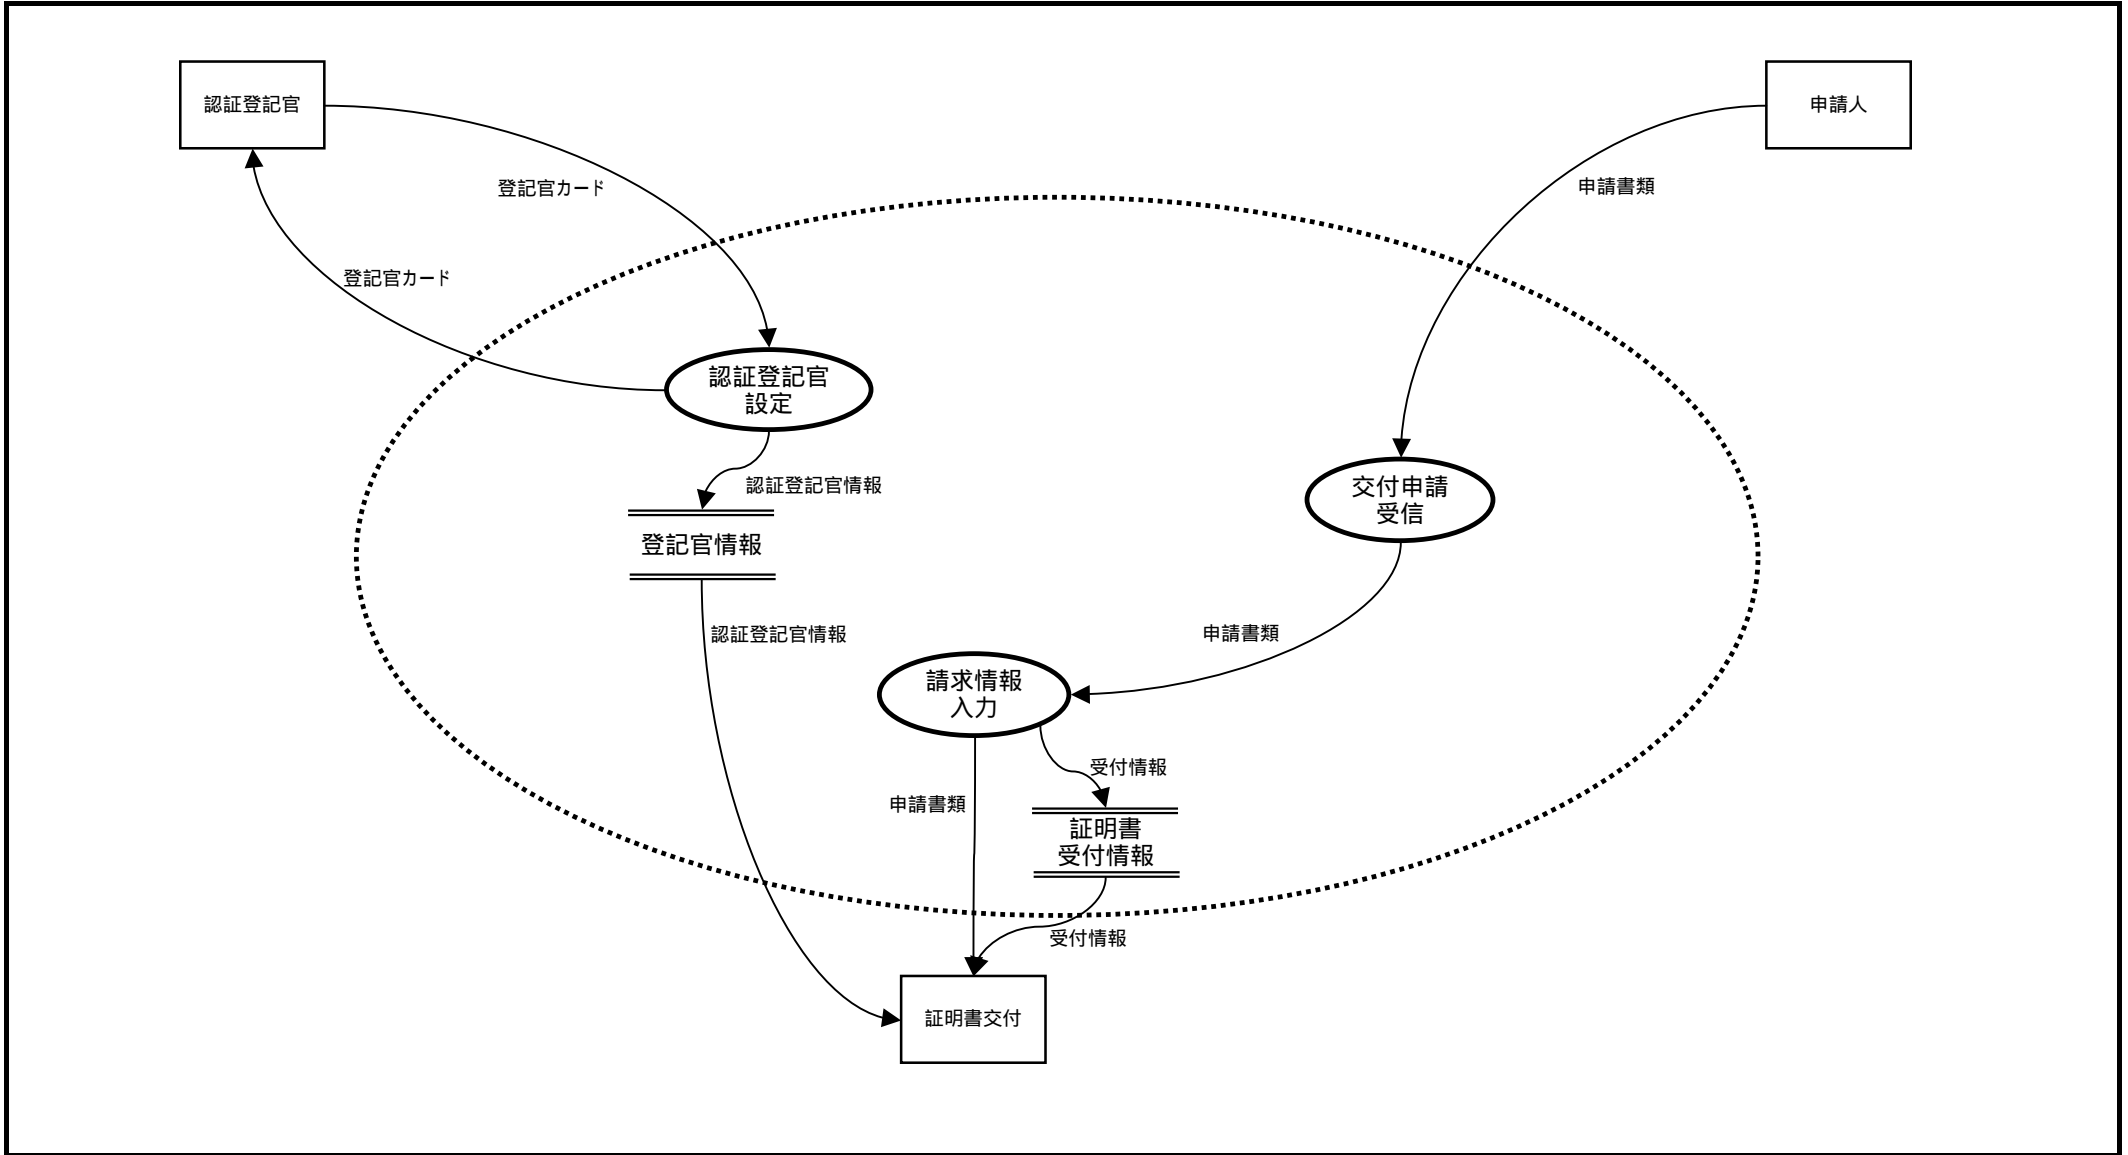 認証登記官
申請人
登記官カード
申請書類
登記官カード
認証登記官
設定
認証登記官情報
交付申請
受信
登記官情報
認証登記官情報
申請書類
請求情報
入力
受付情報
申請書類
証明書
受付情報
受付情報
証明書交付